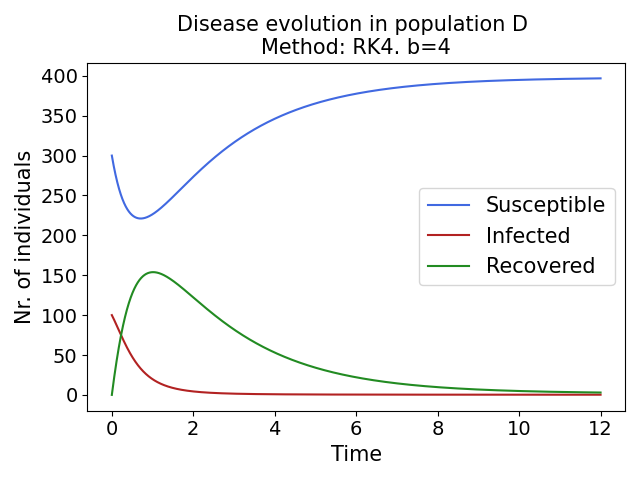 Disease evolution in population D
Method: RK4. b=4
400
350
300
250
200
150
100
50
0
Nr. of individuals
Susceptible
Infected
Recovered
0 2 4 6 8 10 12
Time